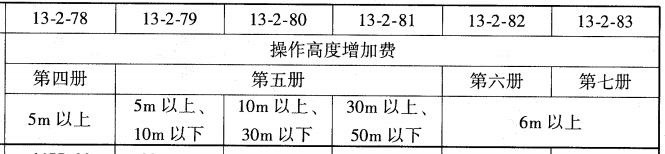 13-2-78 13-2-79 13-2-80 13-2-81 13-2-82 13-2-83
操作高度增加费
第四册 第五册 第六册 第七册
5m 以上 5m 以上、10m 以下 10m 以上、30m 以下 30m 以上、50m 以下 6m 以上